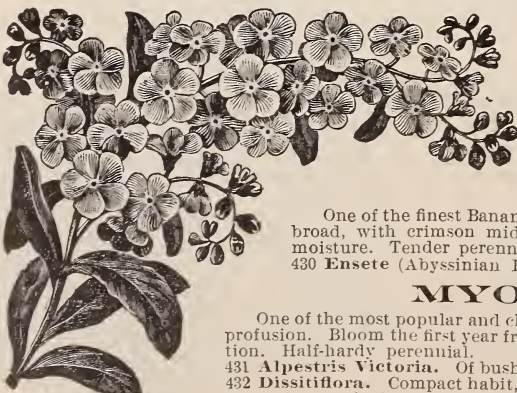 One of the finest Banan
broad, with crimson mid
moisture. Tender perenn
430 Ensete (Abyssinian
MYO
One of the most popular and c
profusion. Bloom the first year fr
tion. Half-hardy perennial.
431 Alpestris Victoria. Of bush
432 Dissitiflora. Compact habit,